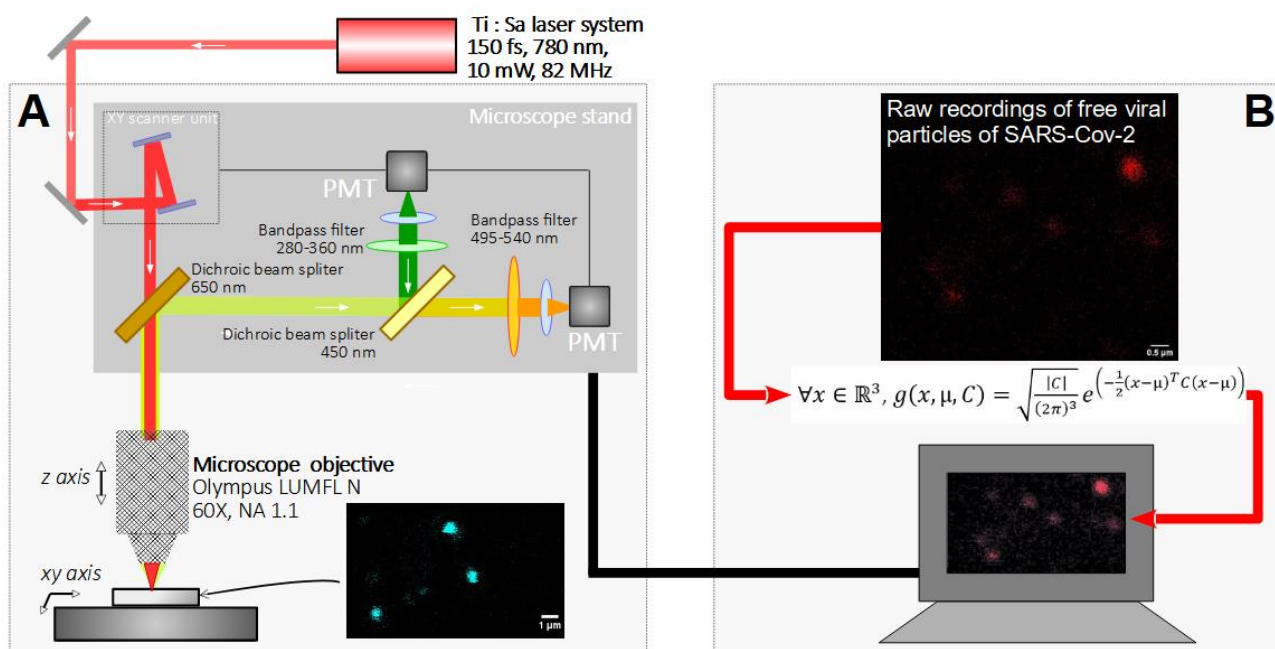 Ti : Sa laser system
150 fs, 780 nm,
10 mW, 82 MHz
A
XY scanner unit
Microscope stand
PMT
Bandpass filter
280-360 nm
Bandpass filter
495-540 nm
Dichroic beam spliter
650 nm
Dichroic beam spliter
450 nm
PMT
z axis
Microscope objective
Olympus LUMFL N
60X, NA 1.1
xy axis
1 µm
B
Raw recordings of free viral
particles of SARS-Cov-2
0.5 µm
∀x ∈ ℝ³, g(x, μ, C) = √(|C|/(2π)³) e^(−½(x−μ)ᵀC(x−μ))